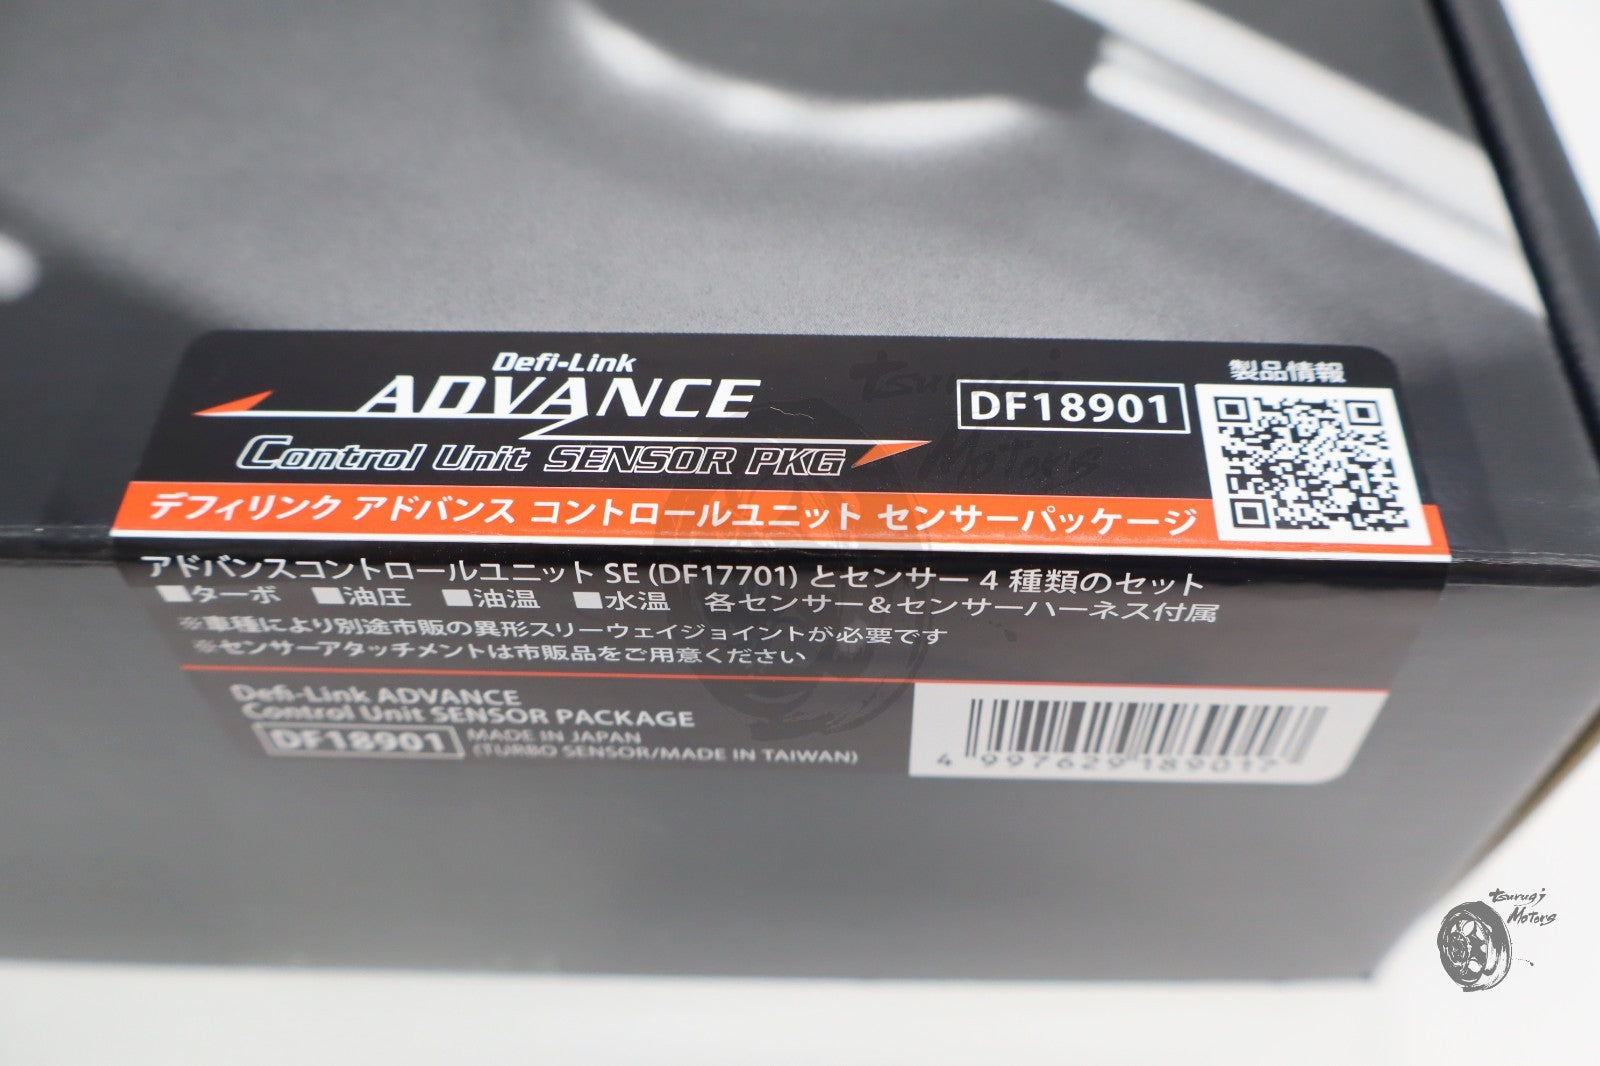 Defi-Link
ADVANCE
Control Unit SENSOR PKG
DF18901
製品情報
デフィリンク アドバンス コントロールユニット センサーパッケージ
アドバンスコントロールユニット SE (DF17701) とセンサー 4 種類のセット
■ターボ ■油圧 ■油温 ■水温 各センサー&センサーハーネス付属
※車種により別途市販の異形スリーウェイジョイントが必要です
※センサーアタッチメントは市販品をご用意ください
Defi-Link ADVANCE
Control Unit SENSOR PACKAGE
DF18901
MADE IN JAPAN
(TURBO SENSOR/MADE IN TAIWAN)
4 997629 189017
tsurugi
Motors
tsurugi
Motors